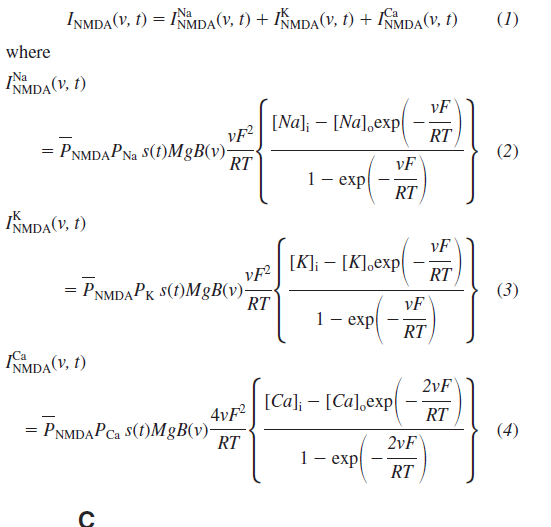 I_NMDA(v, t) = I^Na_NMDA(v, t) + I^K_NMDA(v, t) + I^Ca_NMDA(v, t) (1)
where
I^Na_NMDA(v, t)
= P̅_NMDA P_Na s(t)MgB(v) vF²/RT { ([Na]_i − [Na]_o exp(− vF/RT)) / (1 − exp(− vF/RT)) } (2)
I^K_NMDA(v, t)
= P̅_NMDA P_K s(t)MgB(v) vF²/RT { ([K]_i − [K]_o exp(− vF/RT)) / (1 − exp(− vF/RT)) } (3)
I^Ca_NMDA(v, t)
= P̅_NMDA P_Ca s(t)MgB(v) 4vF²/RT { ([Ca]_i − [Ca]_o exp(− 2vF/RT)) / (1 − exp(− 2vF/RT)) } (4)
C